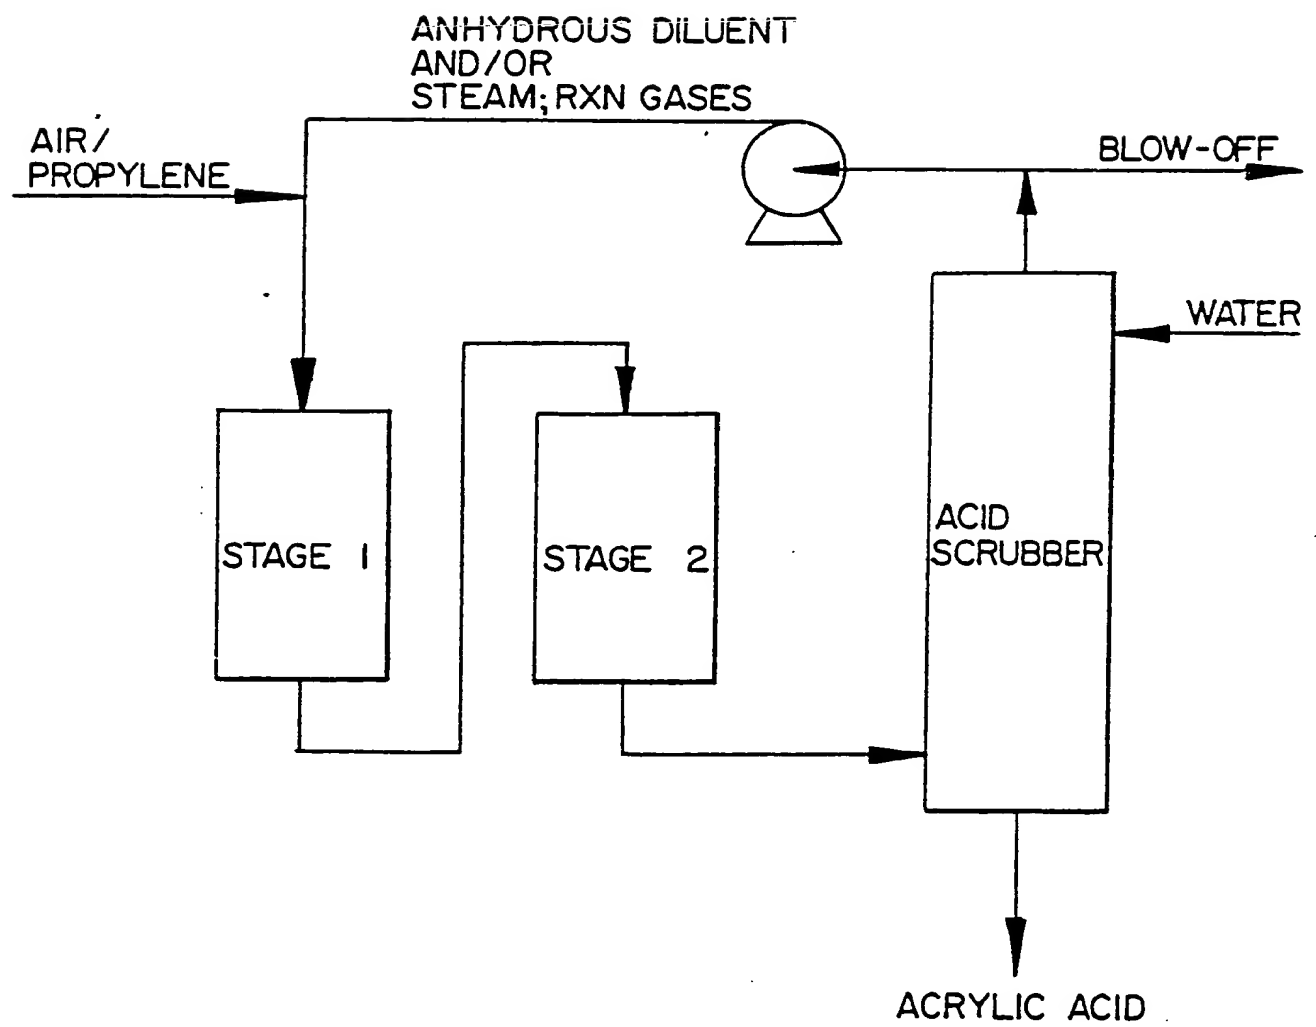 ANHYDROUS DILUENT
AND/OR
STEAM; RXN GASES
AIR/
PROPYLENE
BLOW-OFF
WATER
STAGE 1
STAGE 2
ACID
SCRUBBER
ACRYLIC ACID